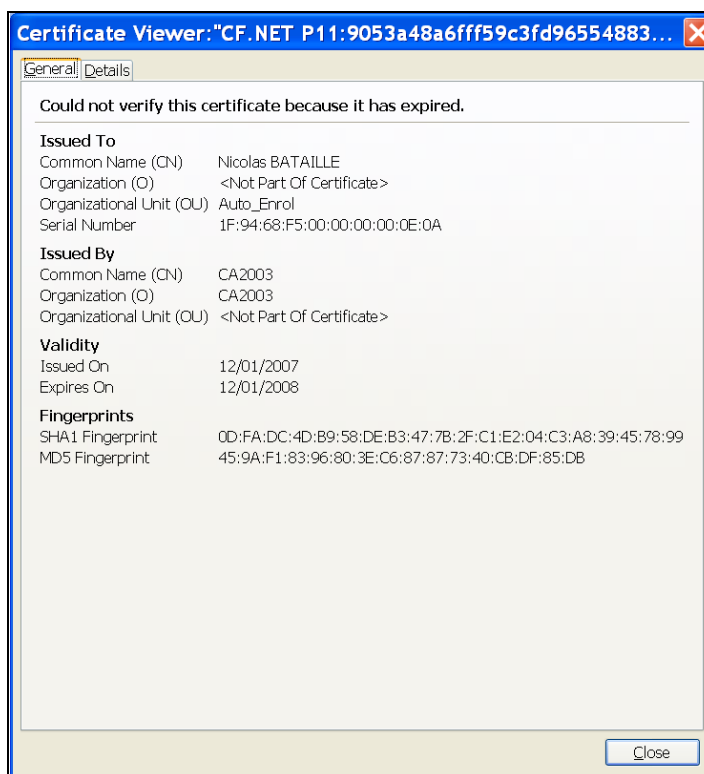 Certificate Viewer:"CF.NET P11:9053a48a6fff59c3fd96554883...
General Details
Could not verify this certificate because it has expired.
Issued To
Common Name (CN) Nicolas BATAILLE
Organization (O) <Not Part Of Certificate>
Organizational Unit (OU) Auto_Enrol
Serial Number 1F:94:68:F5:00:00:00:00:0E:0A
Issued By
Common Name (CN) CA2003
Organization (O) CA2003
Organizational Unit (OU) <Not Part Of Certificate>
Validity
Issued On 12/01/2007
Expires On 12/01/2008
Fingerprints
SHA1 Fingerprint 0D:FA:DC:4D:B9:58:DE:B3:47:7B:2F:C1:E2:04:C3:A8:39:45:78:99
MD5 Fingerprint 45:9A:F1:83:96:80:3E:C6:87:87:73:40:CB:DF:85:DB
Close